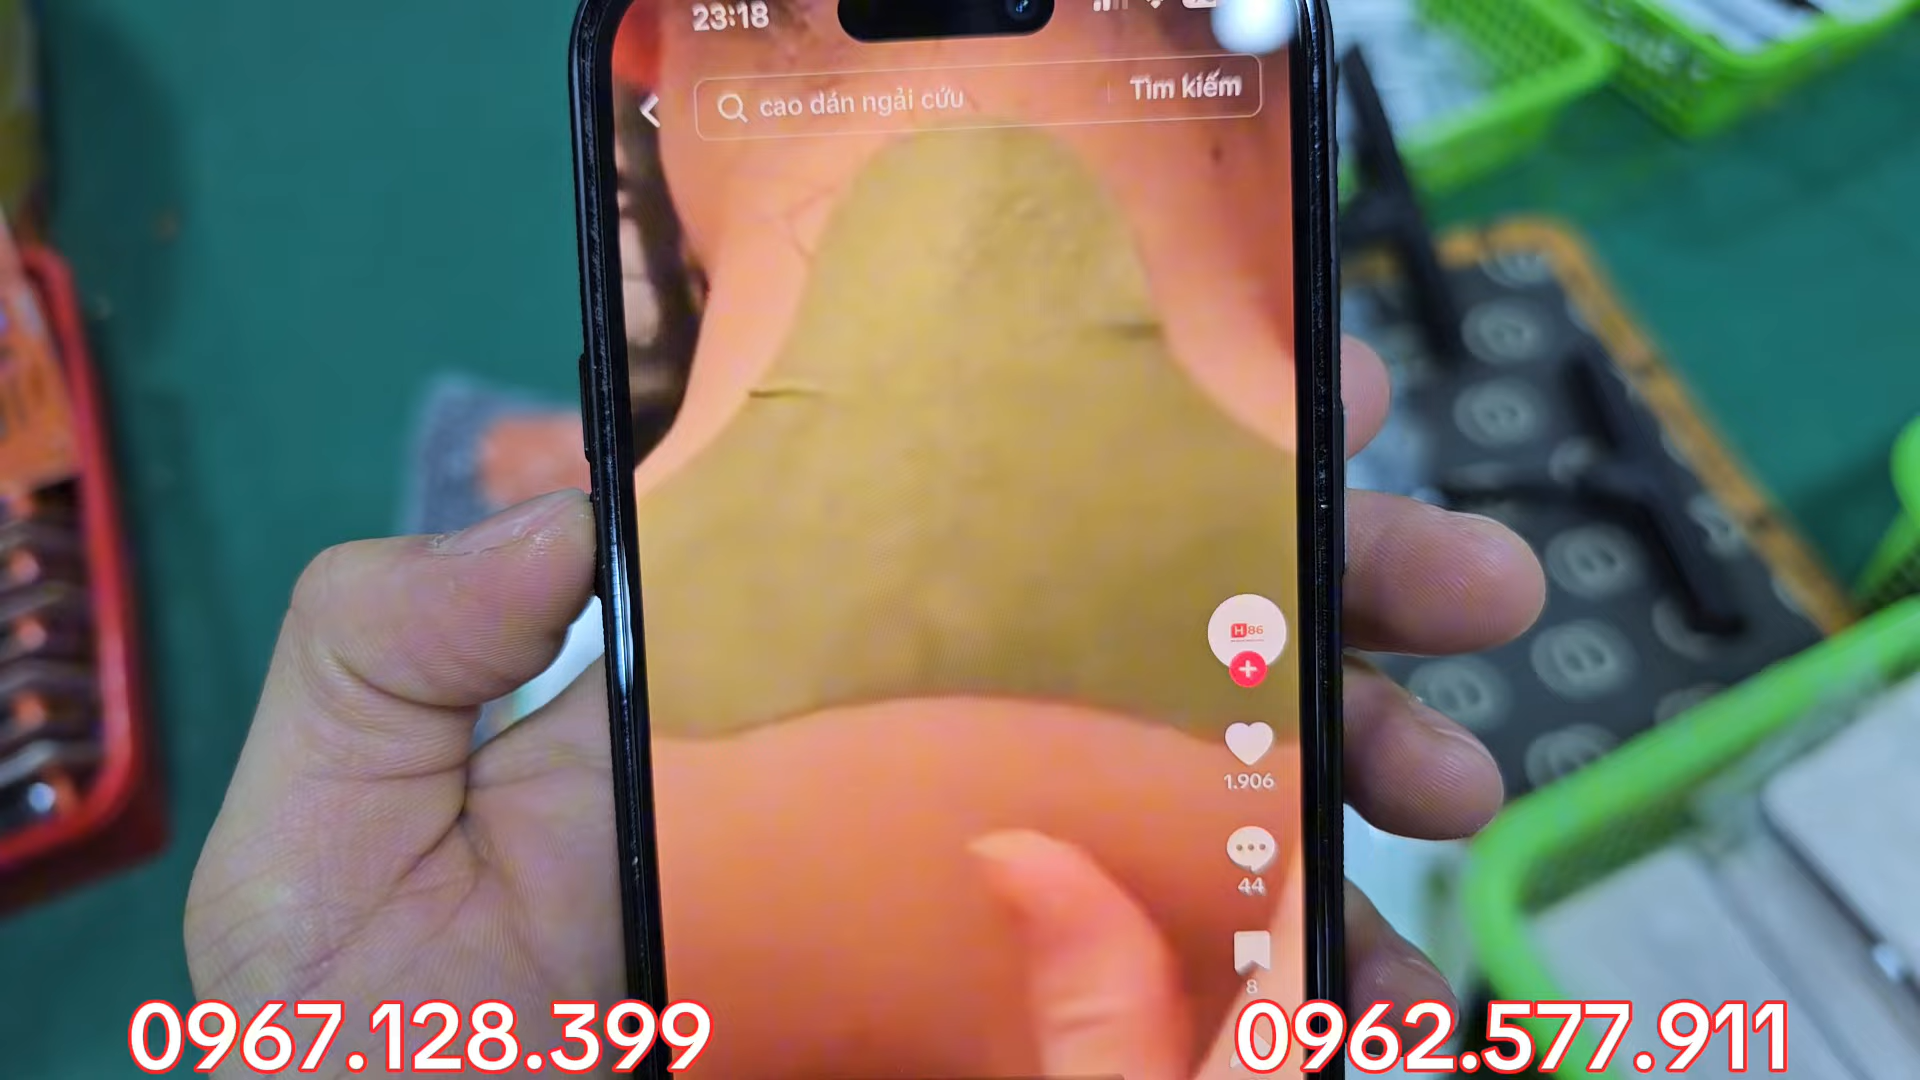 23:18
cao dán ngải cứu
Tìm kiếm
H86
1.906
44
8
0967.128.399
0962.577.911